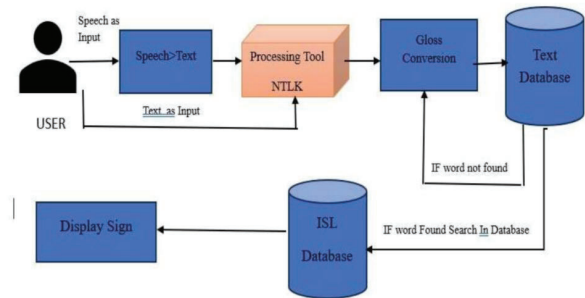 Speech as
Input
Speech>Text
Processing Tool
NTLK
Gloss
Conversion
Text
Database
USER
Text as Input
IF word not found
Display Sign
ISL
Database
IF word Found Search In Database